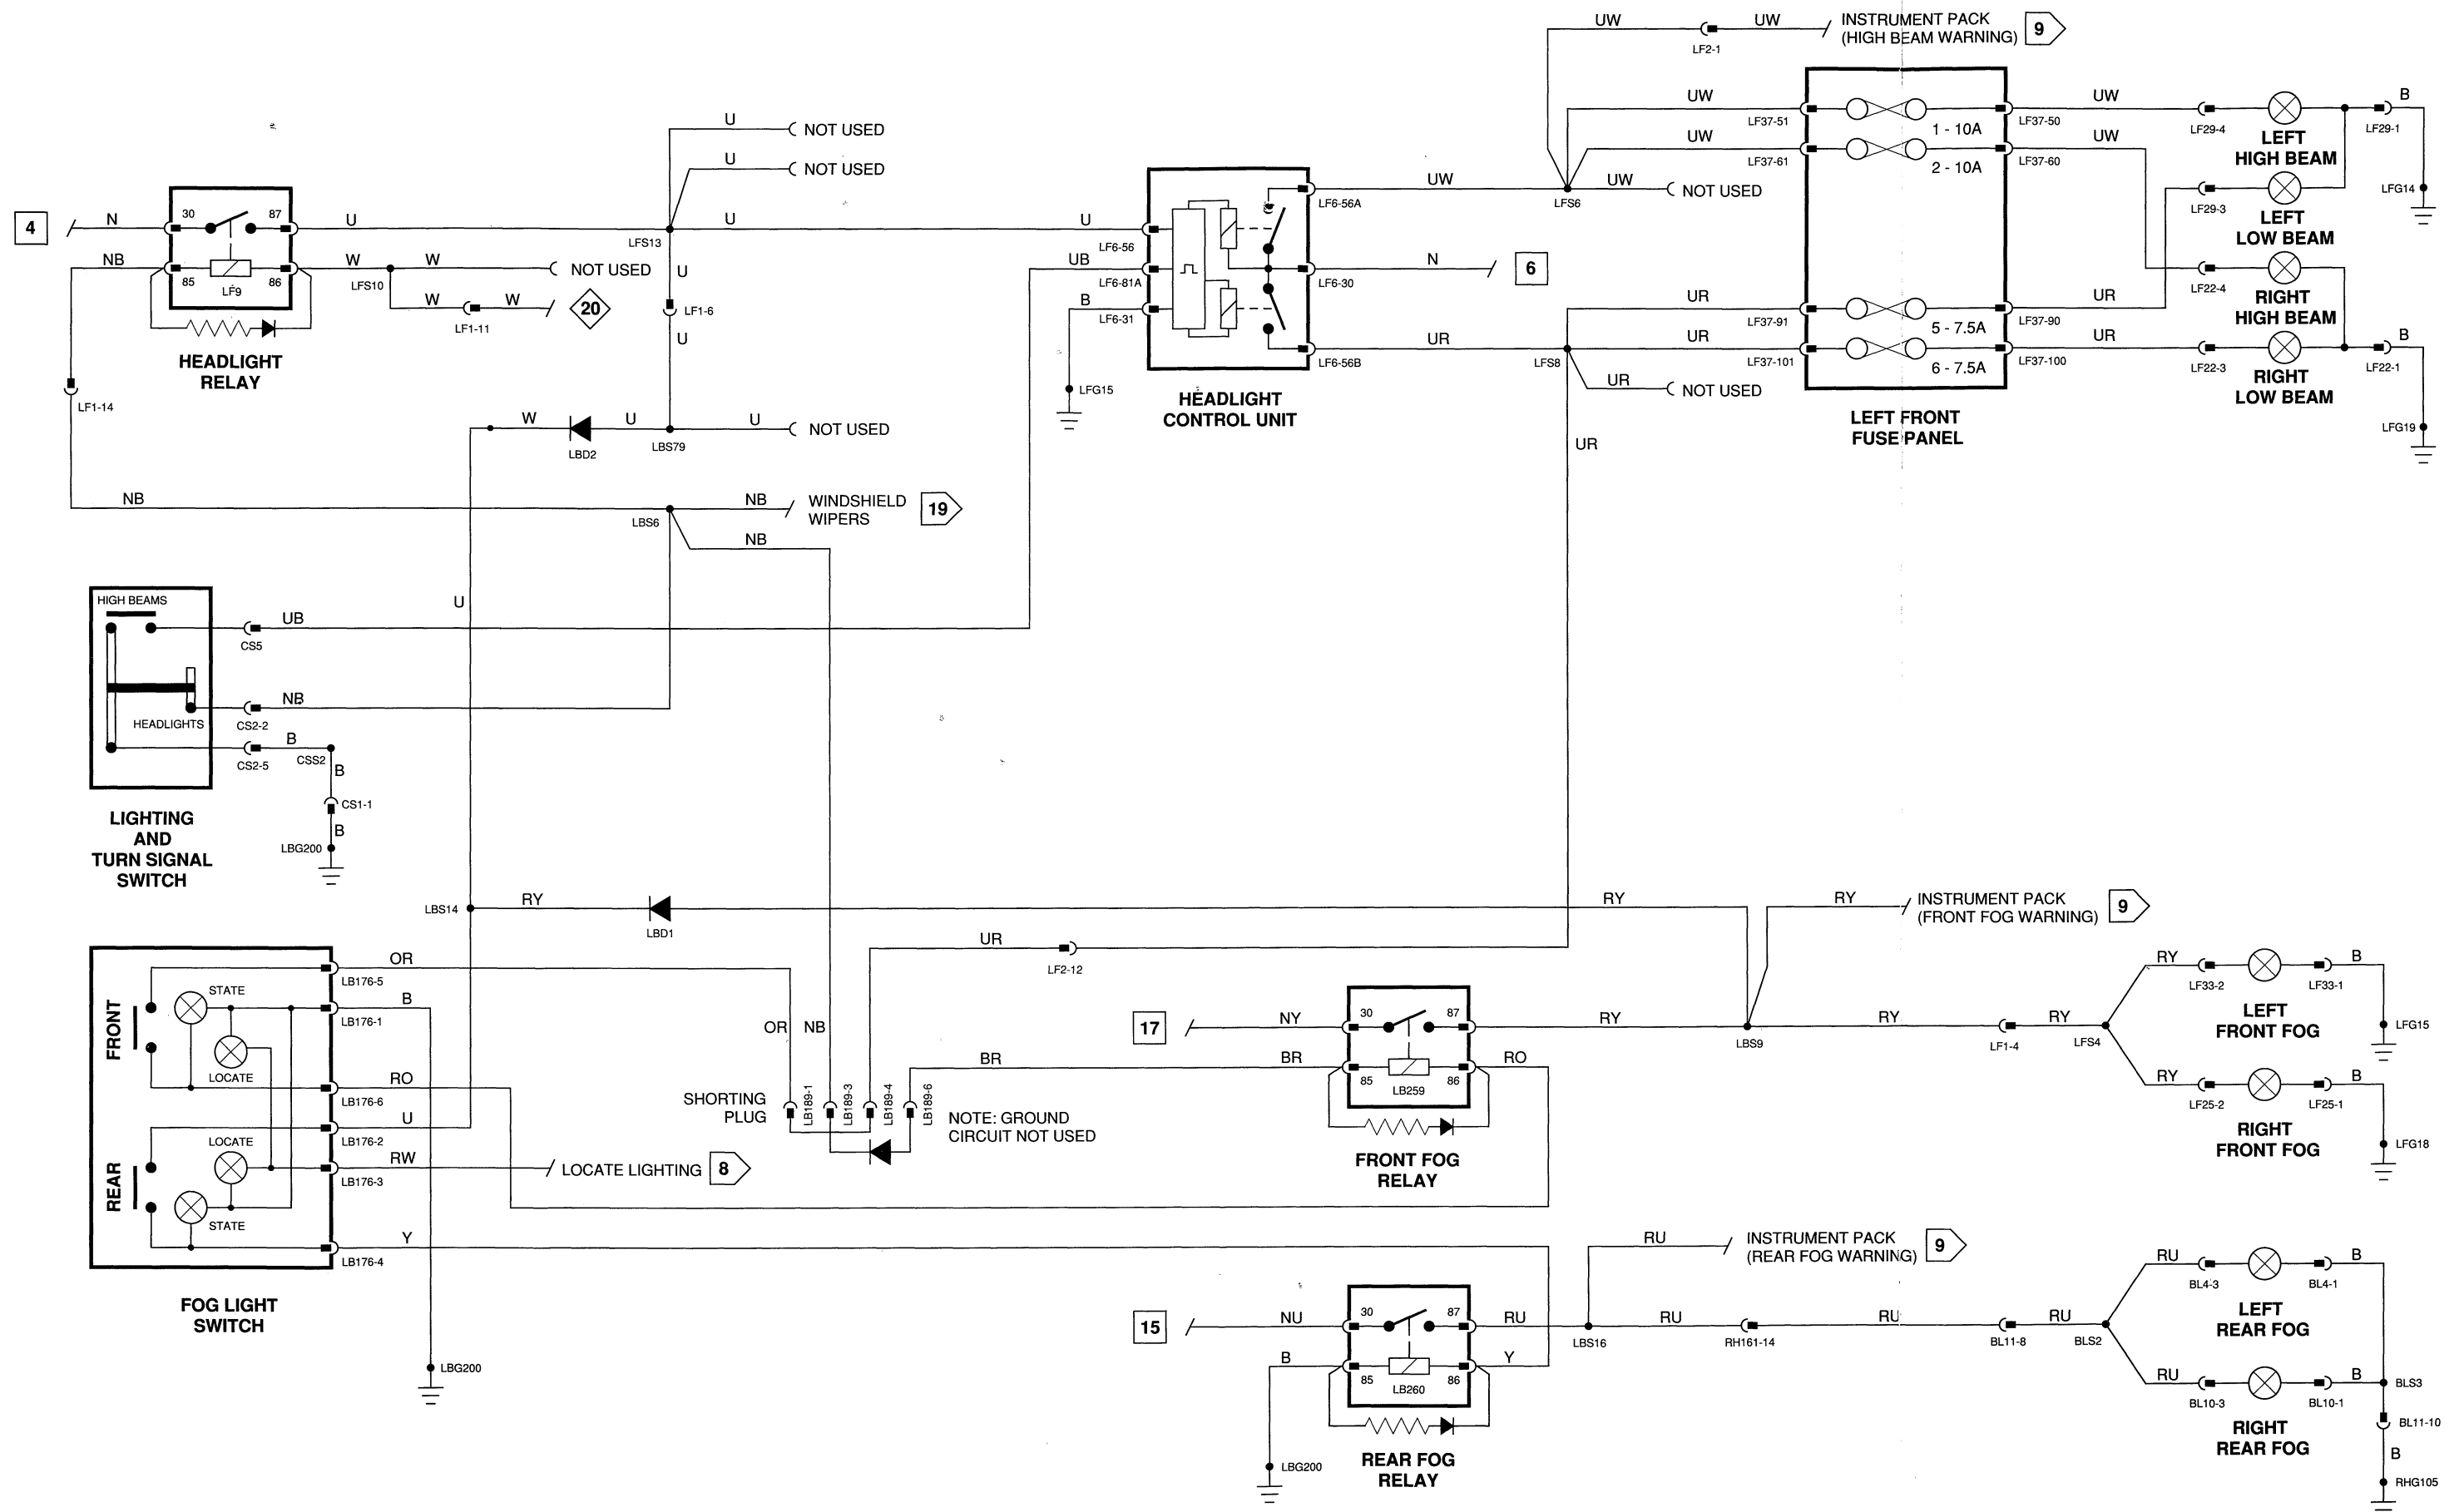 UW
UW
INSTRUMENT PACK
(HIGH BEAM WARNING)
9
LF2-1
UW
LF37-51
1 - 10A
UW
LF37-50
LF29-4
LEFT
HIGH BEAM
B
LF29-1
LFG14
UW
LF37-61
2 - 10A
UW
LF37-60
U
NOT USED
U
NOT USED
4
N
30
87
U
LFS13
U
U
LF6-56
UW
LF6-56A
LFS6
UW
NOT USED
LF29-3
LEFT
LOW BEAM
NB
85
LF9
86
W
LFS10
W
NOT USED
W
LF1-11
W
20
HEADLIGHT
RELAY
U
LF1-6
U
UB
LF6-81A
B
LF6-31
LFG15
N
LF6-30
6
HEADLIGHT
CONTROL UNIT
UR
LF6-56B
LFS8
UR
LF37-91
5 - 7.5A
UR
LF37-90
UR
LF37-101
6 - 7.5A
UR
LF37-100
UR
NOT USED
LEFT FRONT
FUSE PANEL
LF22-4
RIGHT
HIGH BEAM
LF22-3
RIGHT
LOW BEAM
B
LF22-1
LFG19
LF1-14
W
LBD2
U
LBS79
U
NOT USED
UR
NB
LBS6
NB
WINDSHIELD
WIPERS
19
NB
HIGH BEAMS
UB
CS5
U
HEADLIGHTS
NB
CS2-2
B
CS2-5
CSS2
B
CS1-1
B
LBG200
LIGHTING
AND
TURN SIGNAL
SWITCH
LBS14
RY
LBD1
RY
RY
INSTRUMENT PACK
(FRONT FOG WARNING)
9
UR
LF2-12
FRONT
STATE
LOCATE
OR
LB176-5
B
LB176-1
RO
LB176-6
U
LB176-2
REAR
LOCATE
STATE
RW
LB176-3
LOCATE LIGHTING
8
Y
LB176-4
FOG LIGHT
SWITCH
LBG200
OR
NB
SHORTING
PLUG
LB189-1
LB189-3
LB189-4
LB189-6
NOTE: GROUND
CIRCUIT NOT USED
BR
BR
17
NY
30
87
RY
LBS9
RY
LF1-4
RY
LFS4
85
LB259
86
RO
FRONT FOG
RELAY
RY
LF33-2
LF33-1
B
LEFT
FRONT FOG
LFG15
RY
LF25-2
LF25-1
B
RIGHT
FRONT FOG
LFG18
RU
INSTRUMENT PACK
(REAR FOG WARNING)
9
15
NU
30
87
RU
LBS16
RU
RH161-14
RU
BL11-8
RU
BLS2
B
85
LB260
86
Y
LBG200
REAR FOG
RELAY
RU
BL4-3
BL4-1
B
LEFT
REAR FOG
RU
BL10-3
BL10-1
B
BLS3
RIGHT
REAR FOG
BL11-10
B
RHG105